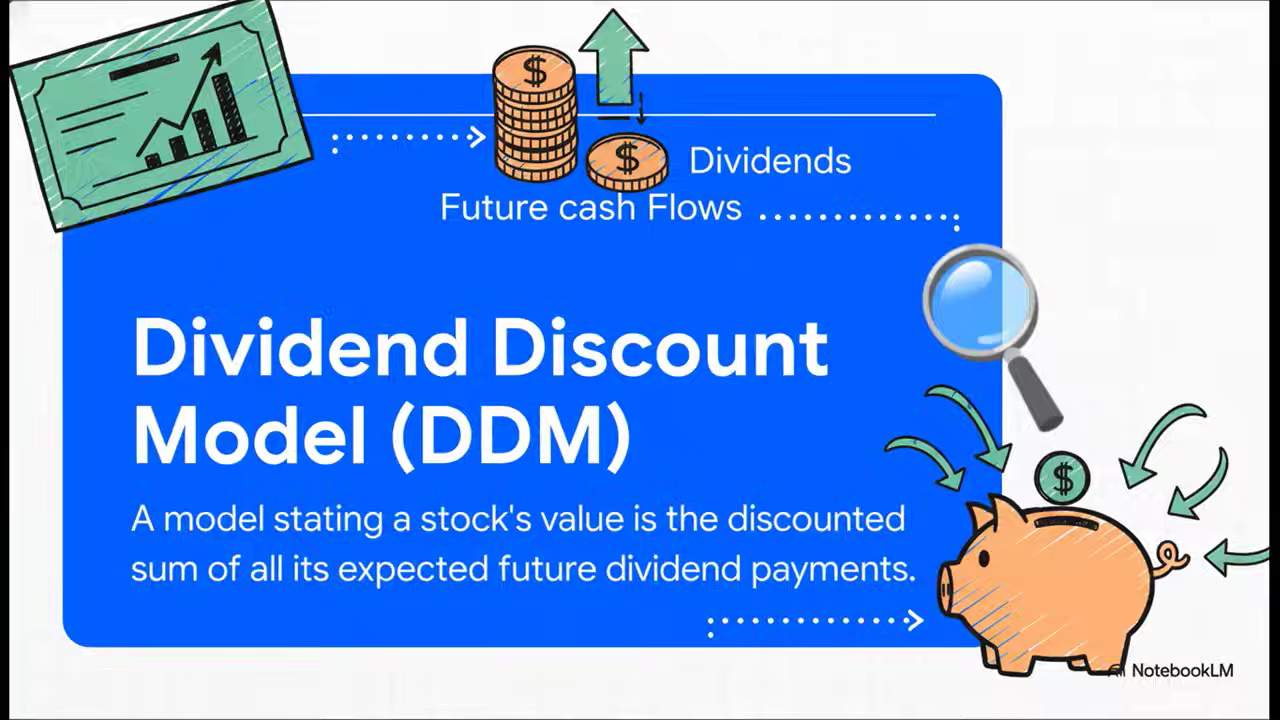 Dividends
Future cash Flows
Dividend Discount
Model (DDM)
A model stating a stock's value is the discounted
sum of all its expected future dividend payments.
NotebookLM